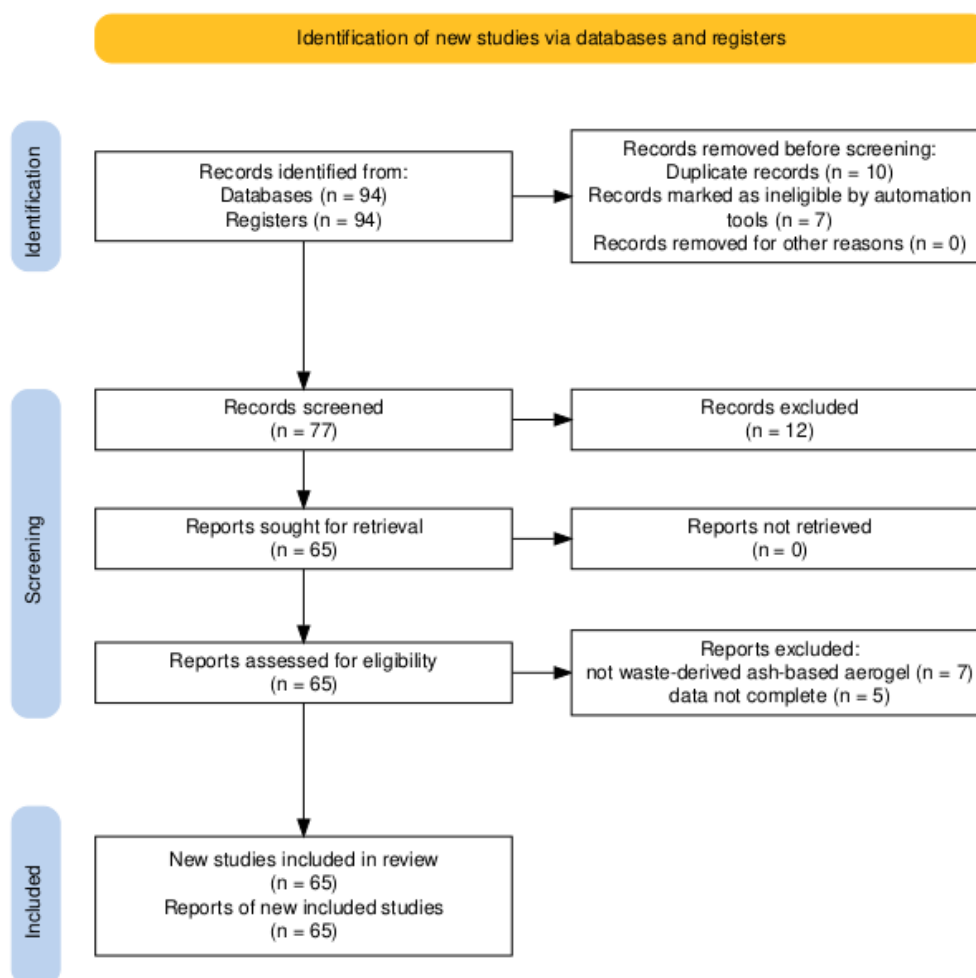 Identification of new studies via databases and registers
Identification
Records identified from:
Databases (n = 94)
Registers (n = 94)
Records removed before screening:
Duplicate records (n = 10)
Records marked as ineligible by automation
tools (n = 7)
Records removed for other reasons (n = 0)
Screening
Records screened
(n = 77)
Records excluded
(n = 12)
Reports sought for retrieval
(n = 65)
Reports not retrieved
(n = 0)
Reports assessed for eligibility
(n = 65)
Reports excluded:
not waste-derived ash-based aerogel (n = 7)
data not complete (n = 5)
Included
New studies included in review
(n = 65)
Reports of new included studies
(n = 65)